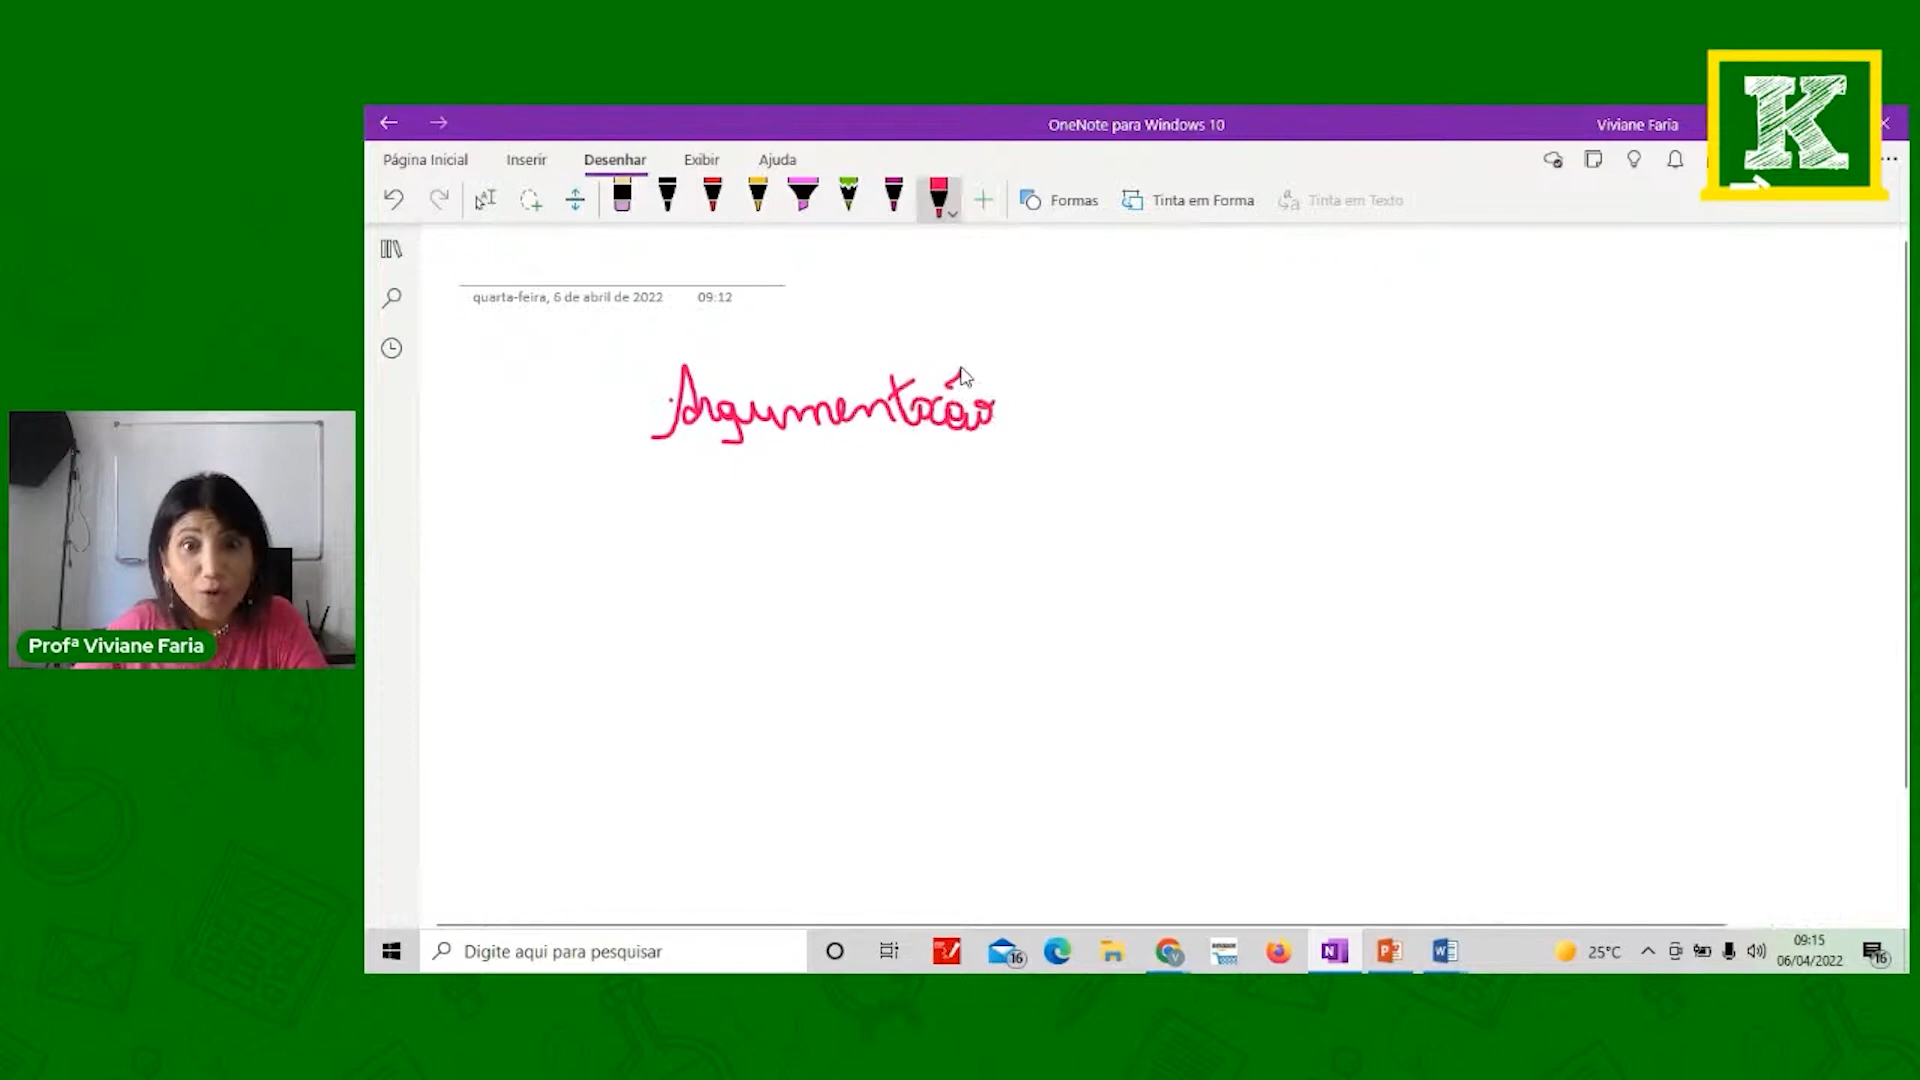 K
OneNote para Windows 10
Viviane Faria
Página Inicial Inserir Desenhar Exibir Ajuda
Formas Tinta em Forma Tinta em Texto
quarta-feira, 6 de abril de 2022 09:12
Argumentação
Profª Viviane Faria
Digite aqui para pesquisar
16
25°C
09:15
06/04/2022
16